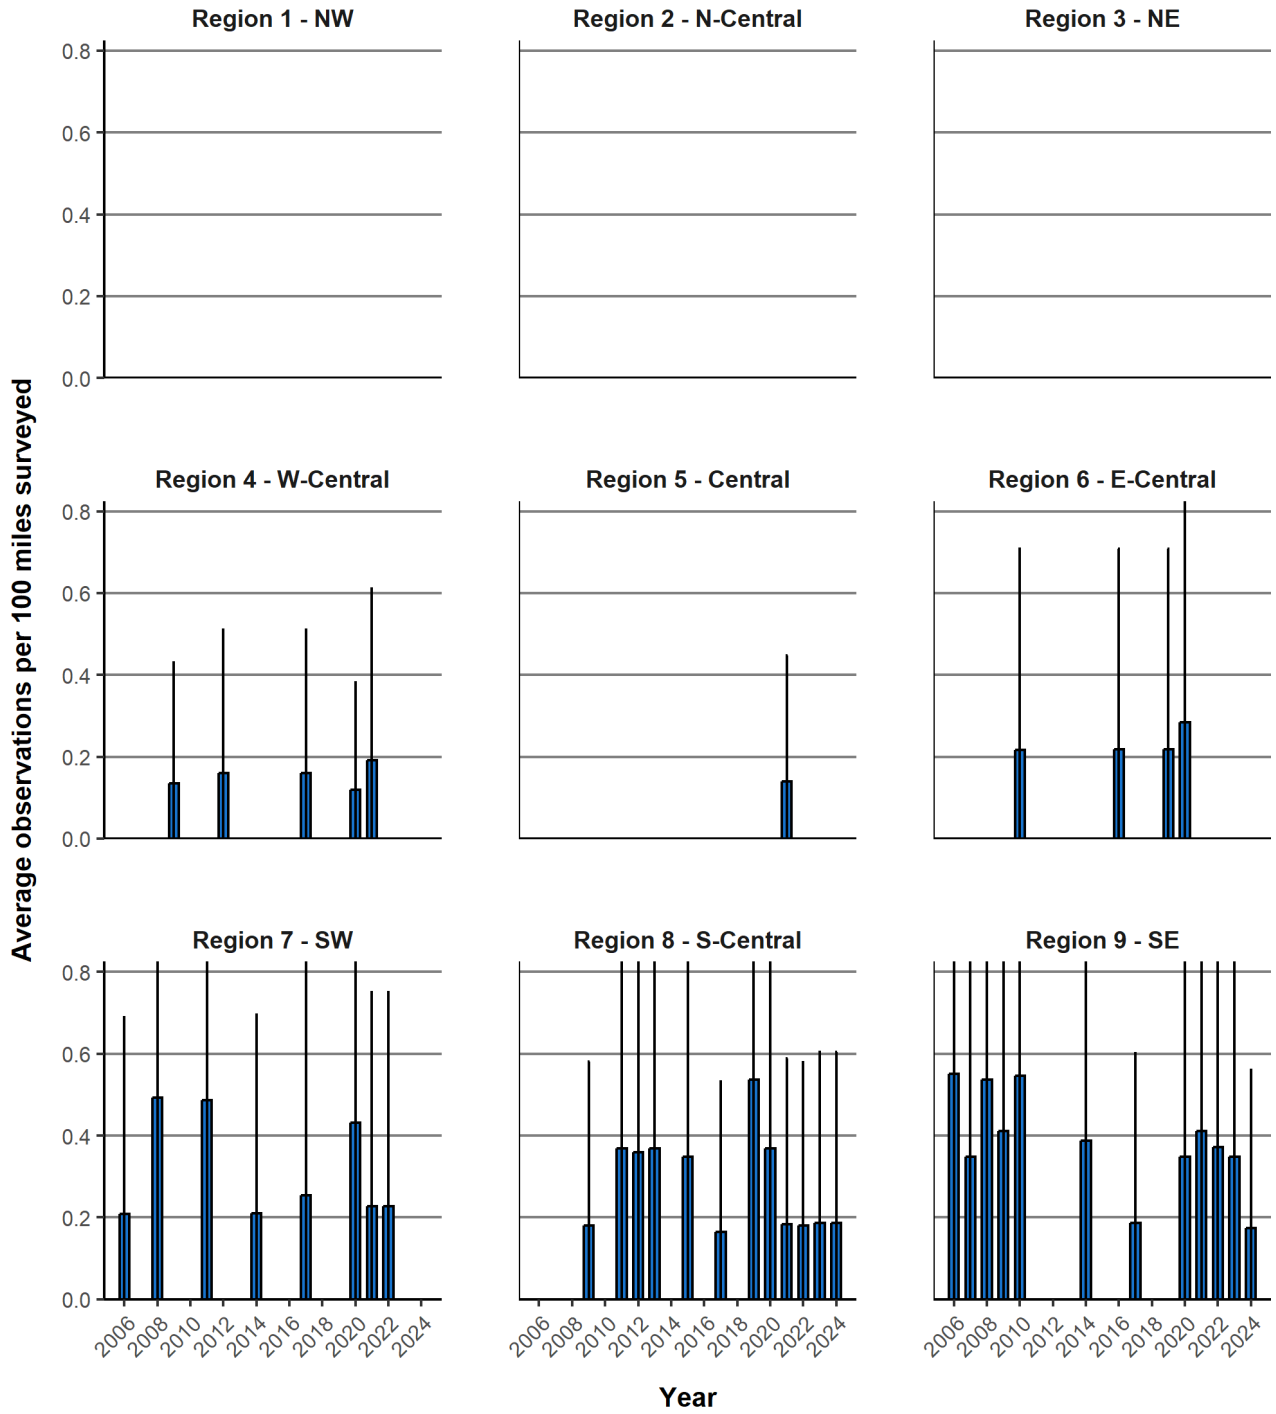 Region 1 - NW
Region 2 - N-Central
Region 3 - NE
0.8
0.6
0.4
0.2
0.0
Region 4 - W-Central
Region 5 - Central
Region 6 - E-Central
0.8
0.6
0.4
0.2
0.0
Region 7 - SW
Region 8 - S-Central
Region 9 - SE
0.8
0.6
0.4
0.2
0.0
2006 2008 2010 2012 2014 2016 2018 2020 2022 2024
2006 2008 2010 2012 2014 2016 2018 2020 2022 2024
2006 2008 2010 2012 2014 2016 2018 2020 2022 2024
Average observations per 100 miles surveyed
Year